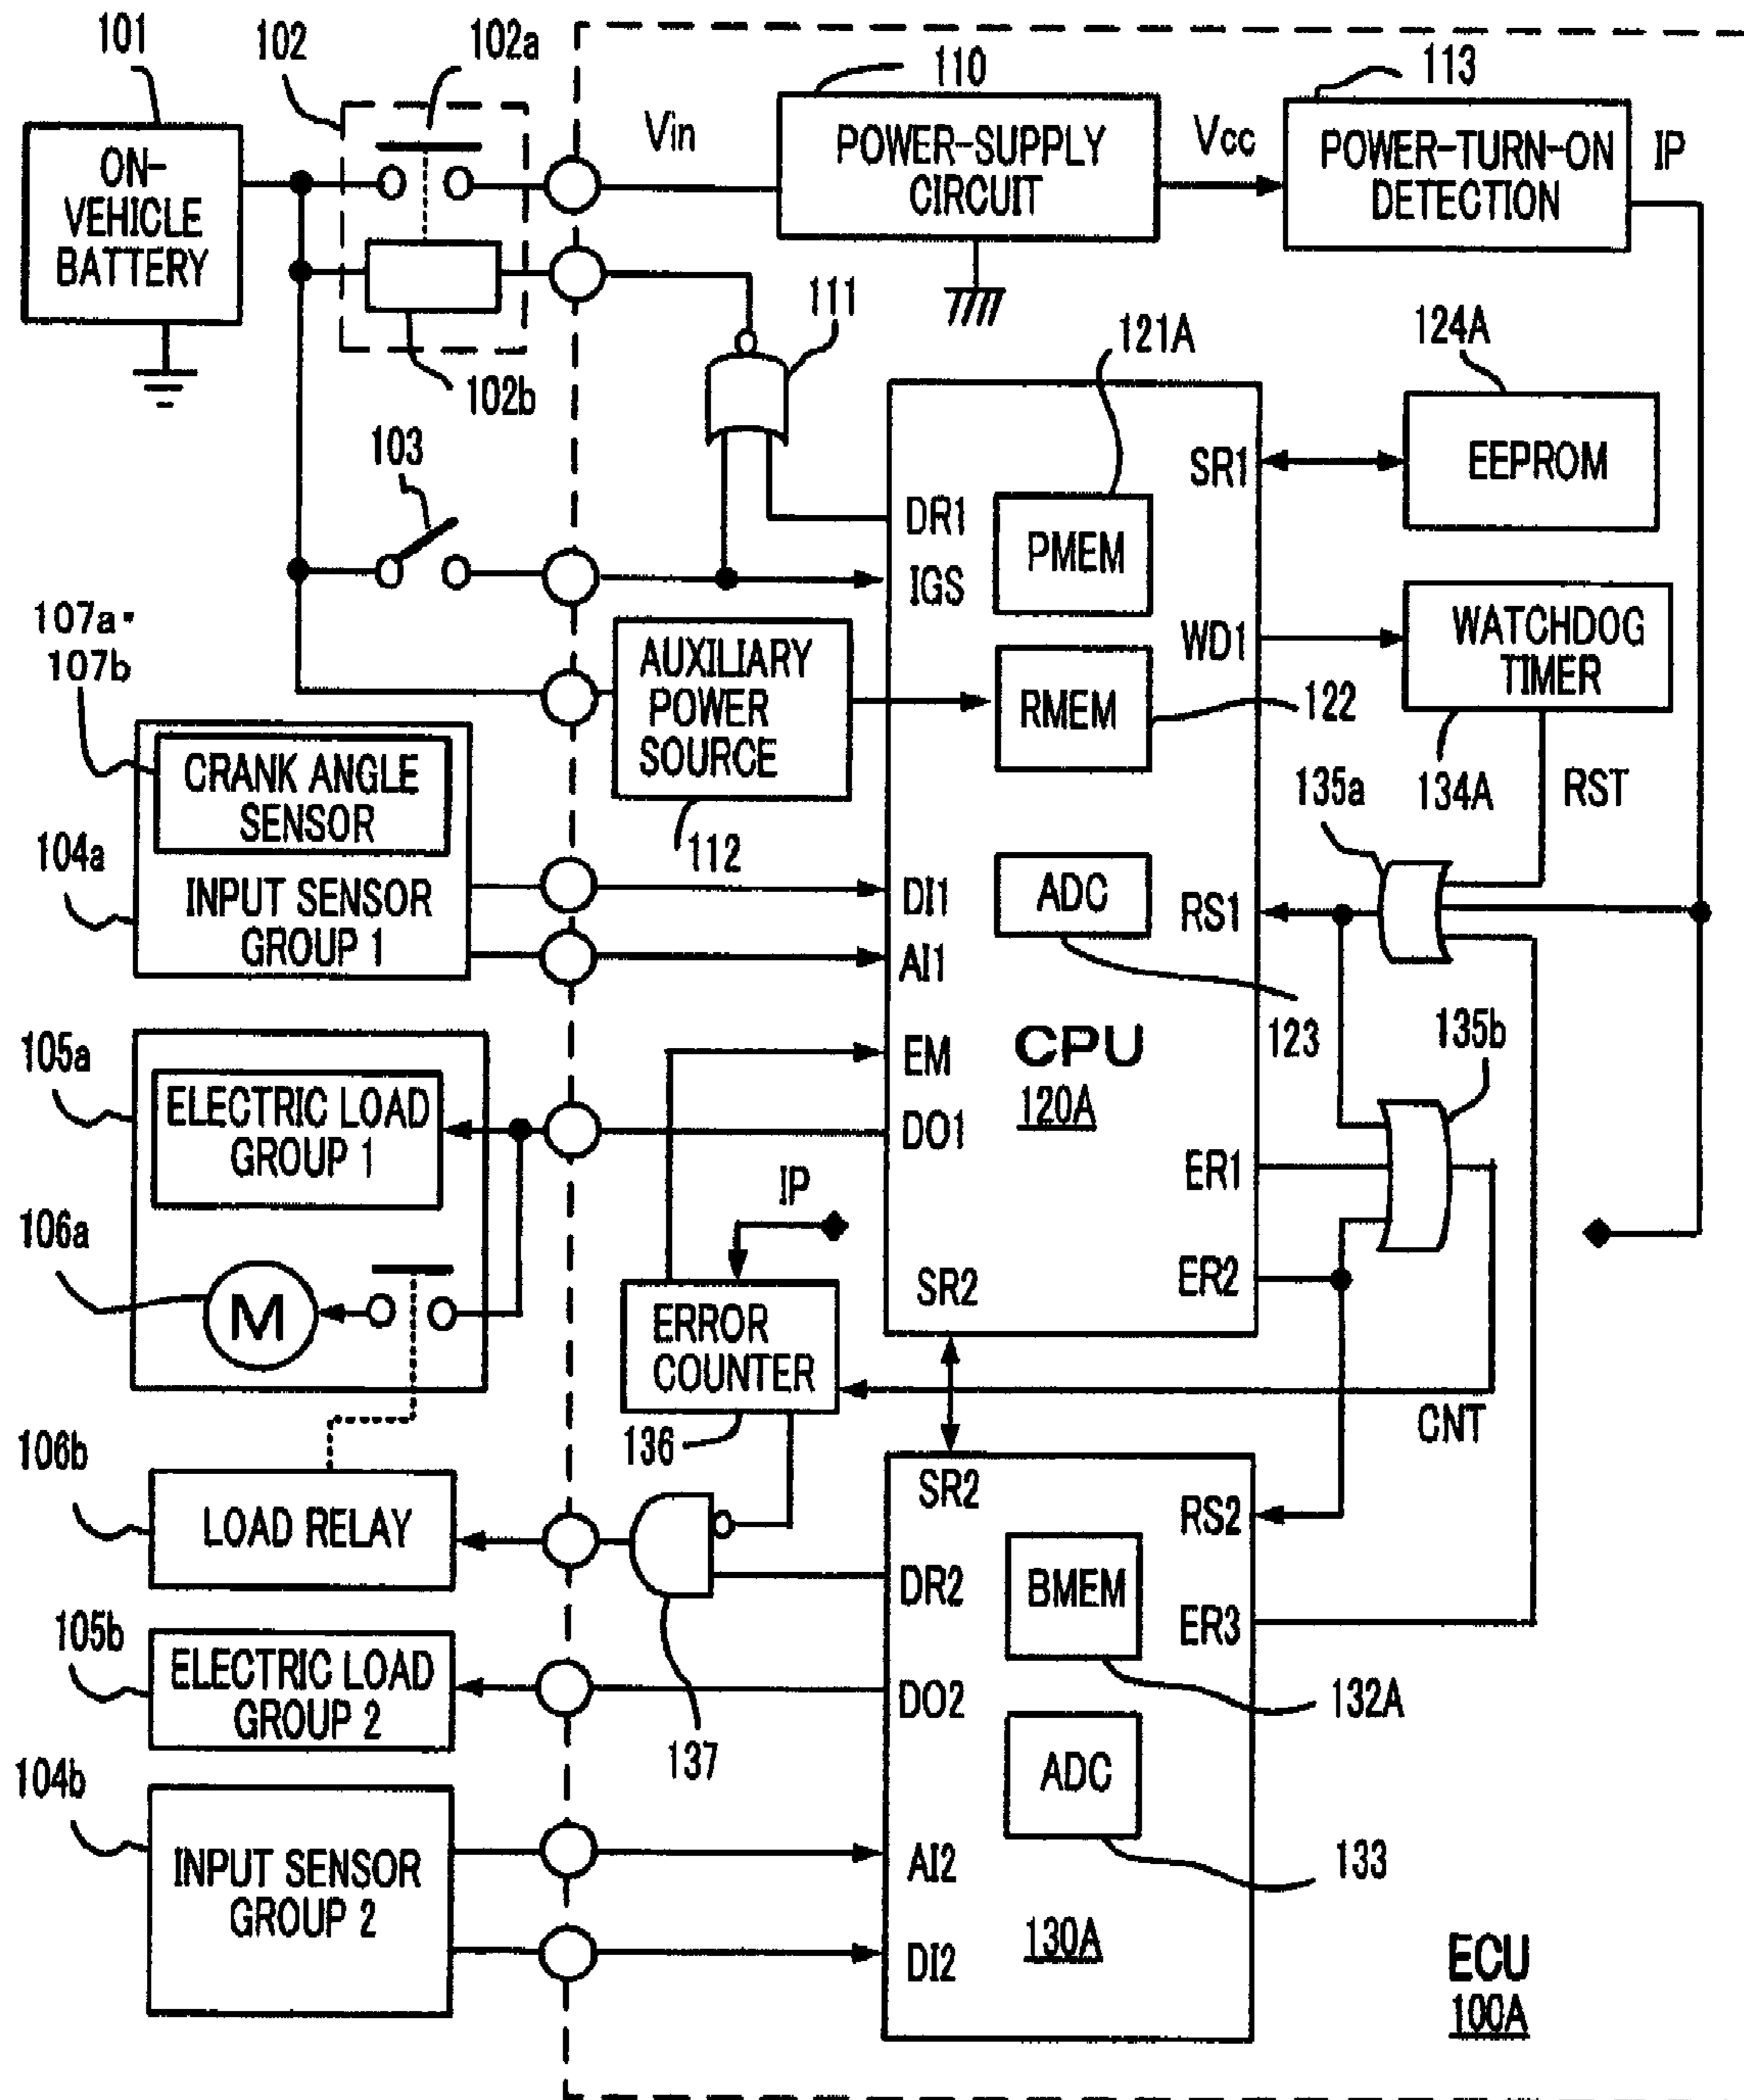 101
102
102a
110
113
ON-
VEHICLE
BATTERY
Vin
POWER-SUPPLY
CIRCUIT
Vcc
POWER-TURN-ON
DETECTION
IP
102b
111
121A
124A
103
DR1
IGS
PMEM
SR1
EEPROM
107a・
107b
AUXILIARY
POWER
SOURCE
RMEM
WD1
WATCHDOG
TIMER
122
CRANK ANGLE
SENSOR
104a
INPUT SENSOR
GROUP 1
112
135a
134A
RST
DI1
AI1
ADC
RS1
123
135b
105a
ELECTRIC LOAD
GROUP 1
EM
DO1
CPU
120A
ER1
106a
M
IP
ER2
SR2
ERROR
COUNTER
136
CNT
106b
LOAD RELAY
SR2
RS2
DR2
BMEM
ER3
105b
ELECTRIC LOAD
GROUP 2
137
DO2
132A
104b
INPUT SENSOR
GROUP 2
ADC
AI2
133
DI2
130A
ECU
100A